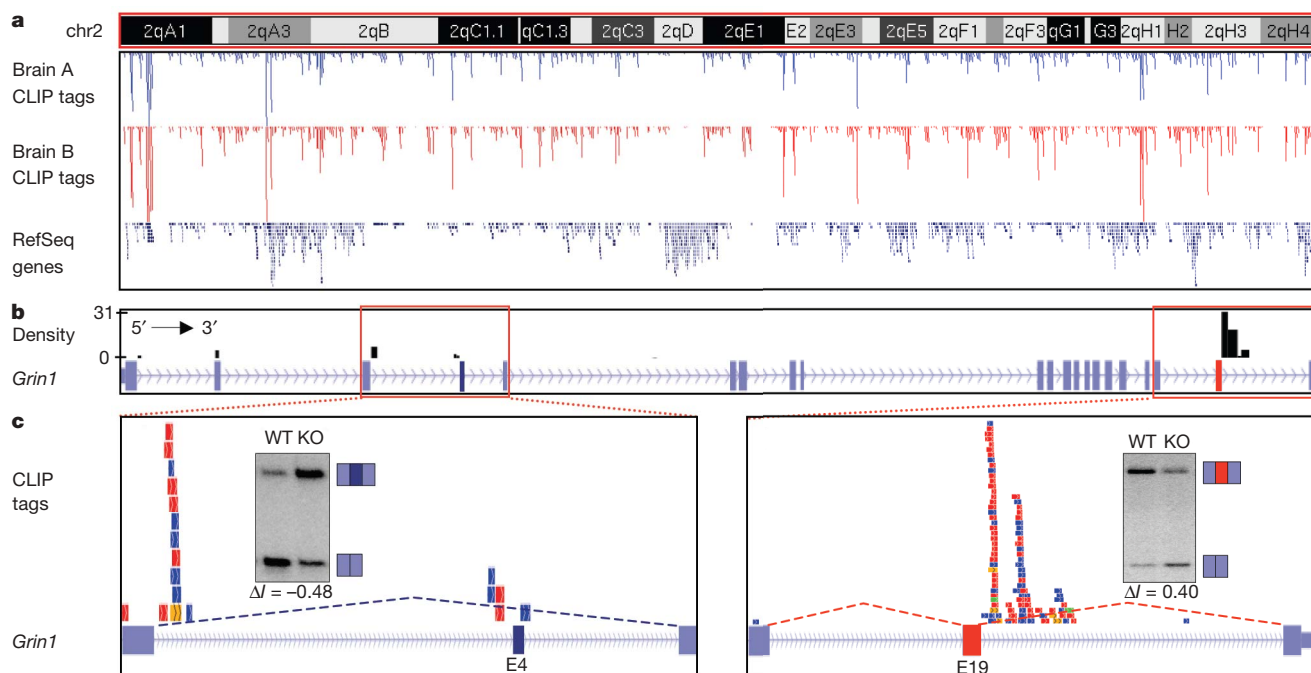 a
chr2
2qA1 2qA3 2qB 2qC1.1 qC1.3 2qC3 2qD 2qE1 E2 2qE3 2qE5 2qF1 2qF3 qG1 G3 2qH1 H2 2qH3 2qH4
Brain A
CLIP tags
Brain B
CLIP tags
RefSeq
genes
b
31
Density
5′ 3′
0
Grin1
c
CLIP
tags
WT KO
ΔI = –0.48
WT KO
ΔI = 0.40
Grin1
E4
E19